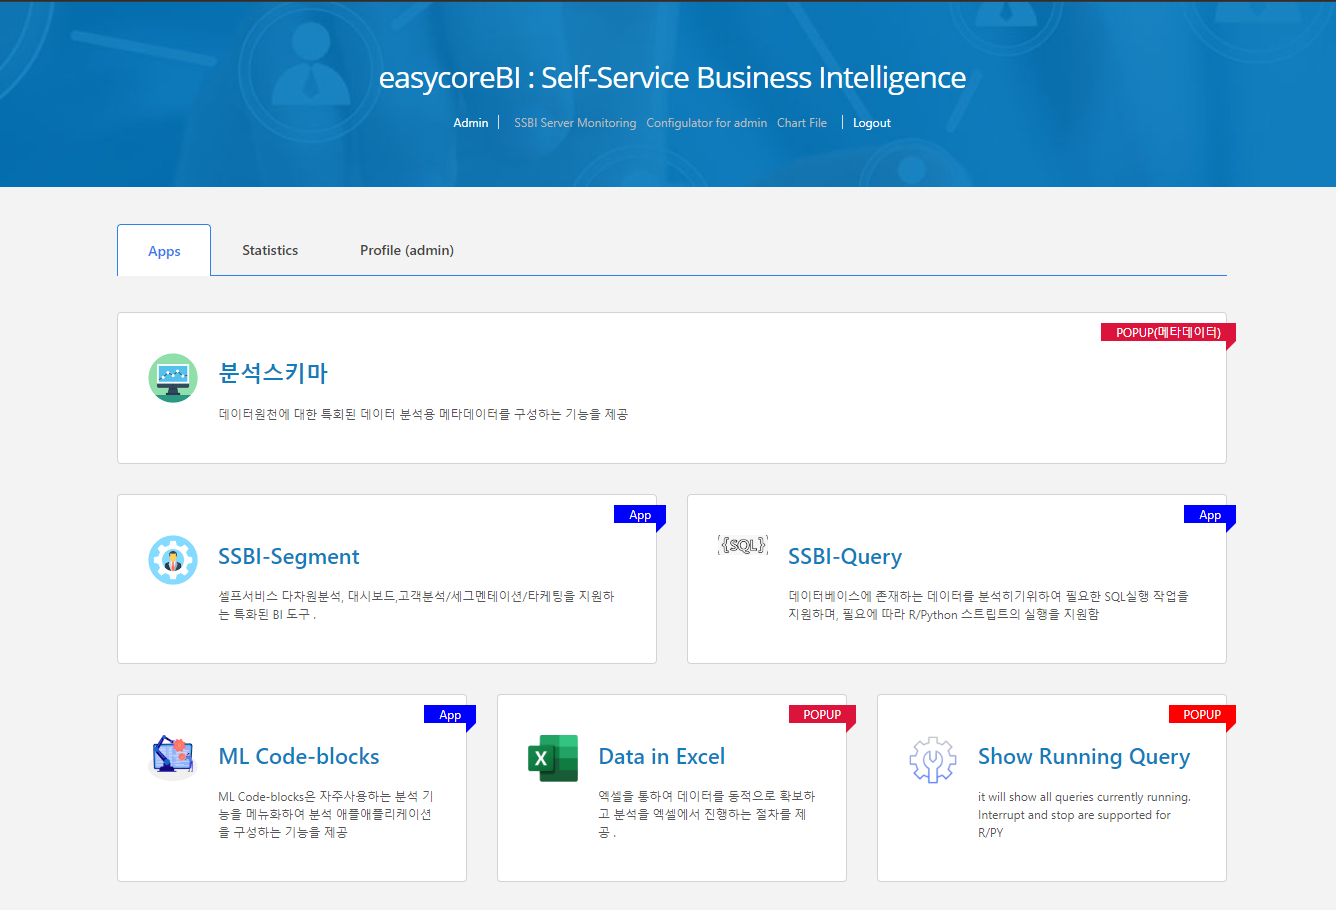 easycoreBI : Self-Service Business Intelligence
Admin | SSBI Server Monitoring Configulator for admin Chart File | Logout
Apps Statistics Profile (admin)
POPUP(메타데이터)
분석스키마
데이터원천에 대한 특회된 데이터 분석용 메타데이터를 구성하는 기능을 제공
App
SSBI-Segment
셀프서비스 다차원분석, 대시보드,고객분석/세그멘테이션/타케팅을 지원하
는 특화된 BI 도구 .
App
{SQL}
SSBI-Query
데이터베이스에 존재하는 데이터를 분석히기위하여 필요한 SQL실행 작업을
지원하며, 필요에 따라 R/Python 스트립트의 실행을 지원함
App
ML Code-blocks
ML Code-blocks은 자주사용하는 분석 기
능을 메뉴화하여 분석 애플애플리케이션
을 구성하는 기능을 제공
POPUP
X
Data in Excel
엑셀을 통하여 데이터를 동적으로 확보하
고 분석을 엑셀에서 진행하는 절차를 제
공 .
POPUP
Show Running Query
it will show all queries currently running.
Interrupt and stop are supported for
R/PY